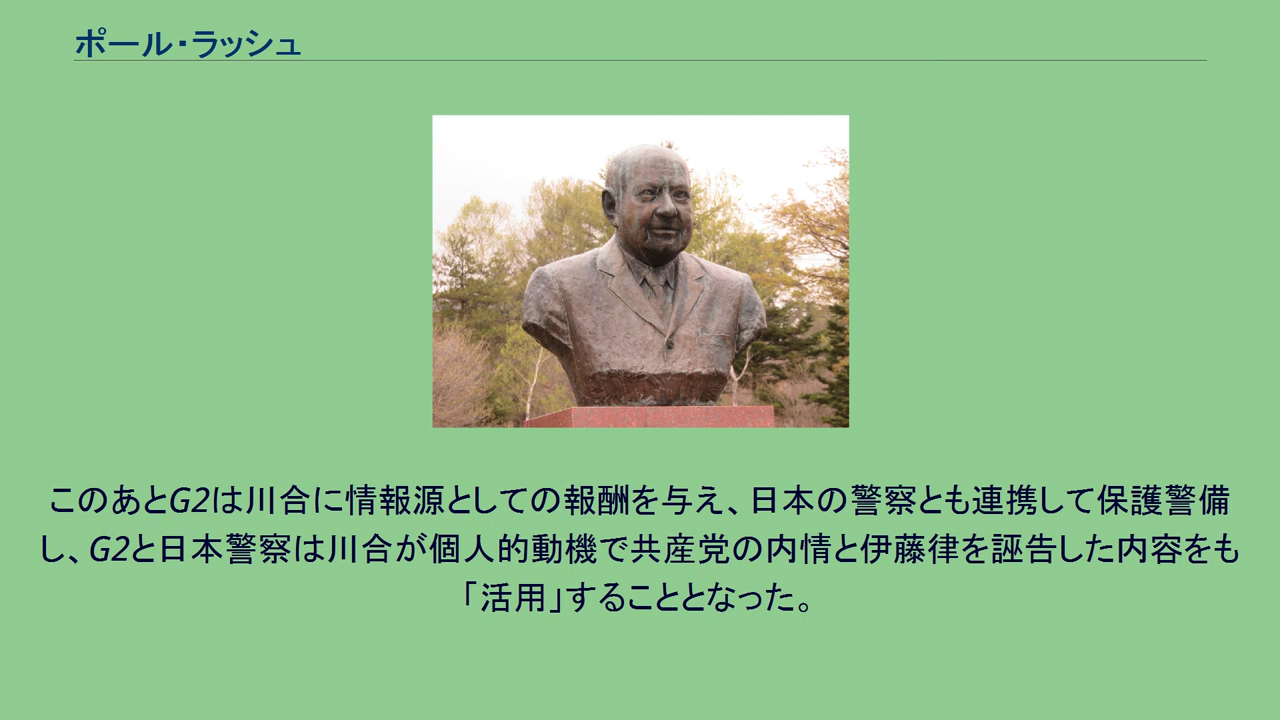 ポール・ラッシュ
このあとG2は川合に情報源としての報酬を与え、日本の警察とも連携して保護警備
し、G2と日本警察は川合が個人的動機で共産党の内情と伊藤律を誣告した内容をも
「活用」することとなった。